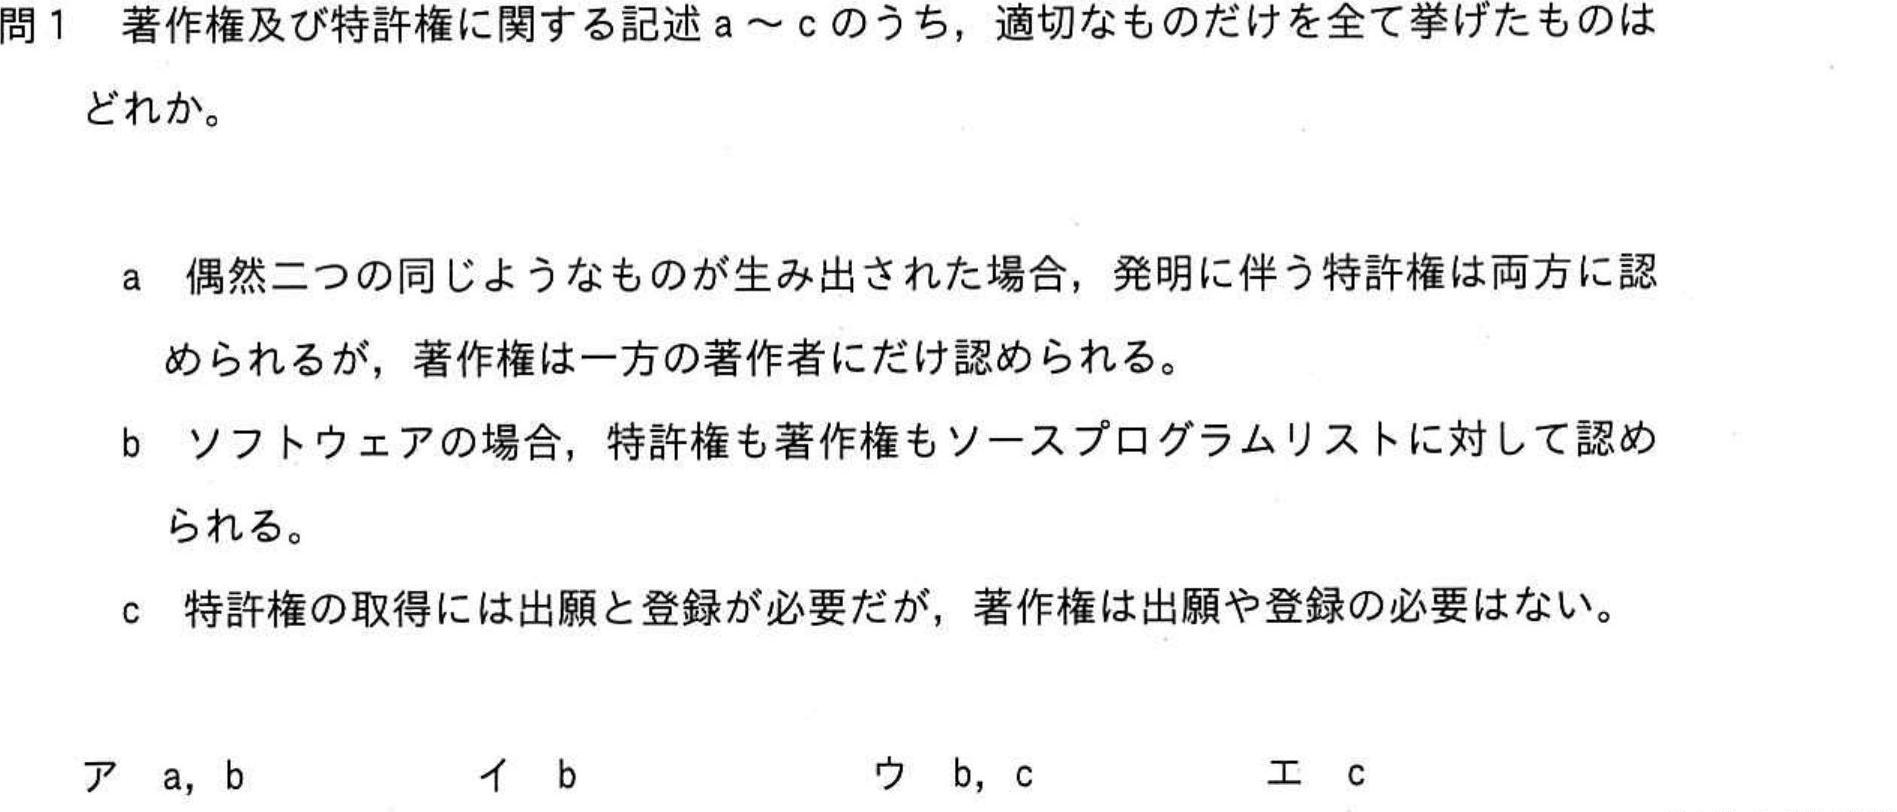 問1　著作権及び特許権に関する記述 a ～ c のうち，適切なものだけを全て挙げたものは
どれか。
a　偶然二つの同じようなものが生み出された場合，発明に伴う特許権は両方に認
められるが，著作権は一方の著作者にだけ認められる。
b　ソフトウェアの場合，特許権も著作権もソースプログラムリストに対して認め
られる。
c　特許権の取得には出願と登録が必要だが，著作権は出願や登録の必要はない。
ア　a，b　イ　b　ウ　b，c　エ　c